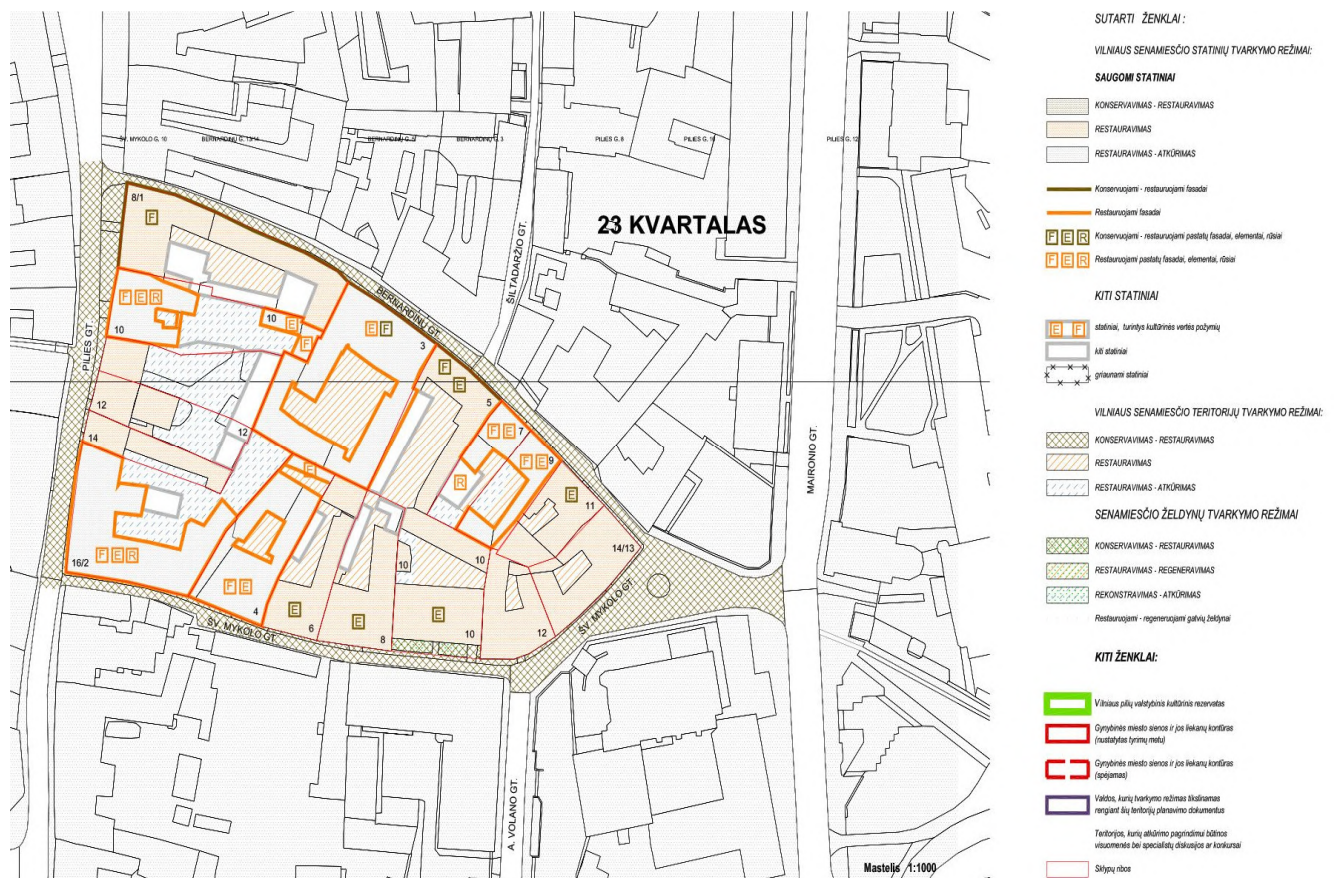 ŠV. MYKOLO G. 10
BERNARDINŲ G. 3
PILIES G. 8
PILIES G. 12
23 KVARTALAS
8/1
F
F E R
10
10
E
F
BERNARDINŲ GT.
ŠILTADARŽIO GT.
PILIES GT.
MAIRONIO GT.
E F
3
F
E
5
12
14
12
F E
7
F E
9
R
E
E
11
14/13
F E R
16/2
F E
4
E
6
E
8
10
E
10
10
12
ŠV. MYKOLO GT.
ŠV. MYKOLO GT.
A. VOLANO GT.
Mastelis 1:1000
SUTARTI ŽENKLAI :
VILNIAUS SENAMIESČIO STATINIŲ TVARKYMO REŽIMAI:
SAUGOMI STATINIAI
KONSERVAVIMAS - RESTAURAVIMAS
RESTAURAVIMAS
RESTAURAVIMAS - ATKŪRIMAS
Konservuojami - restauruojami fasadai
Restauruojami fasadai
F E R Konservuojami - restauruojami pastatų fasadai, elementai, rūsiai
F E R Restauruojami pastatų fasadai, elementai, rūsiai
KITI STATINIAI
E F statiniai, turintys kultūrinės vertės požymių
kiti statiniai
griaunami statiniai
VILNIAUS SENAMIESČIO TERITORIJŲ TVARKYMO REŽIMAI:
KONSERVAVIMAS - RESTAURAVIMAS
RESTAURAVIMAS
RESTAURAVIMAS - ATKŪRIMAS
SENAMIESČIO ŽELDYNŲ TVARKYMO REŽIMAI
KONSERVAVIMAS - RESTAURAVIMAS
RESTAURAVIMAS - REGENERAVIMAS
REKONSTRAVIMAS - ATKŪRIMAS
Restauruojami - regeneruojami gatvių želdynai
KITI ŽENKLAI:
Vilniaus pilių valstybinis kultūrinis rezervatas
Gynybinės miesto sienos ir jos liekanų kontūras
(nustatytas tyrimų metu)
Gynybinės miesto sienos ir jos liekanų kontūras
(spėjamas)
Valdos, kurių tvarkymo režimas tikslinamas
rengiant šių teritorijų planavimo dokumentus
Teritorijos, kurių atkūrimo pagrindimui būtinos
visuomenės bei specialistų diskusijos ar konkursai
Sklypų ribos